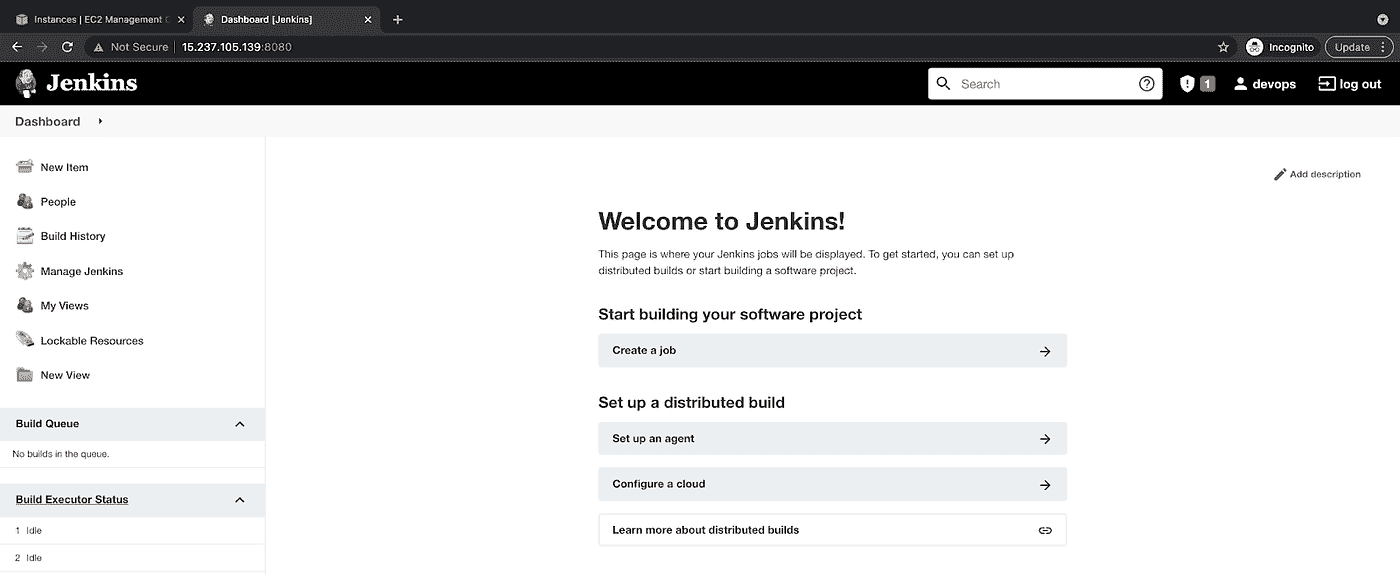 Instances | EC2 Management C
Dashboard [Jenkins]
Not Secure
15.237.105.139:8080
Incognito
Update
Jenkins
Search
1
devops
log out
Dashboard
New Item
People
Build History
Manage Jenkins
My Views
Lockable Resources
New View
Build Queue
No builds in the queue.
Build Executor Status
1 Idle
2 Idle
Add description
Welcome to Jenkins!
This page is where your Jenkins jobs will be displayed. To get started, you can set up
distributed builds or start building a software project.
Start building your software project
Create a job
Set up a distributed build
Set up an agent
Configure a cloud
Learn more about distributed builds